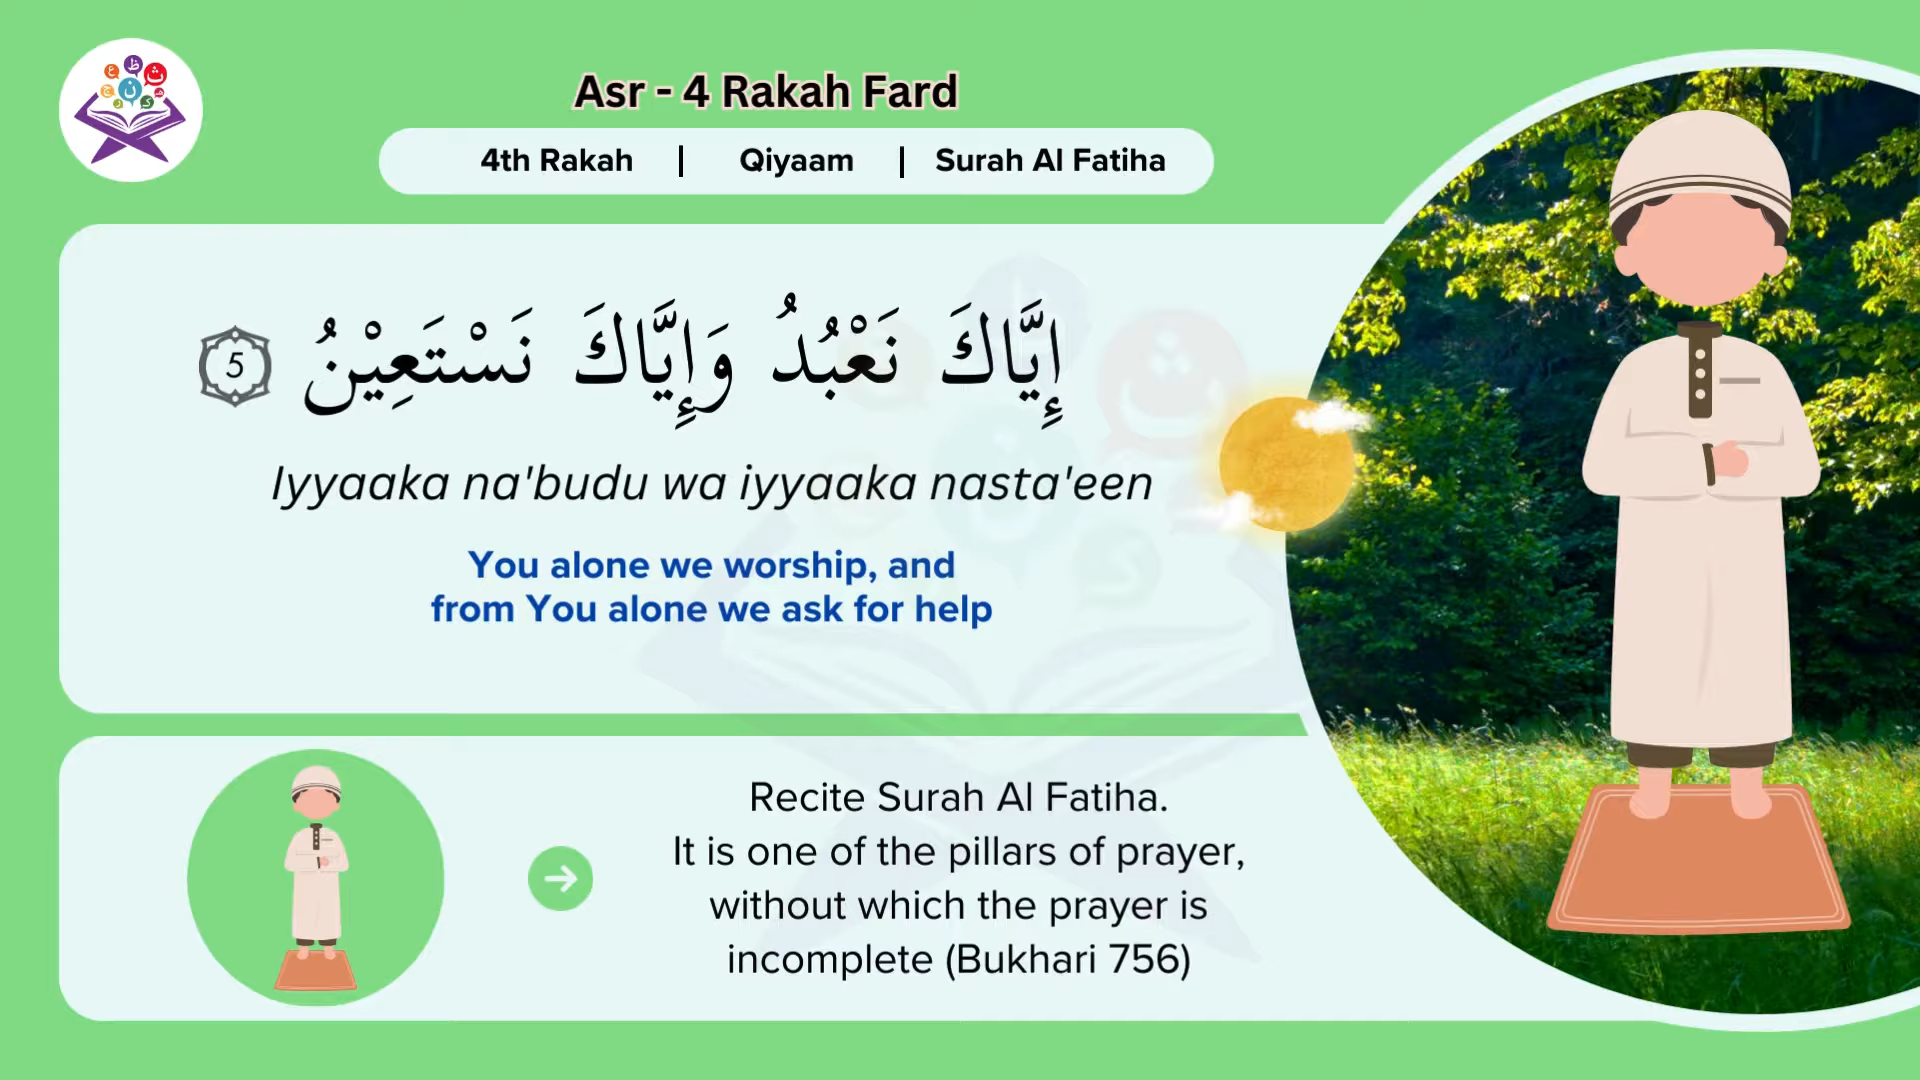 Asr - 4 Rakah Fard
4th Rakah | Qiyaam | Surah Al Fatiha
إِيَّاكَ نَعْبُدُ وَإِيَّاكَ نَسْتَعِيْنُ 5
Iyyaaka na'budu wa iyyaaka nasta'een
You alone we worship, and
from You alone we ask for help
Recite Surah Al Fatiha.
It is one of the pillars of prayer,
without which the prayer is
incomplete (Bukhari 756)